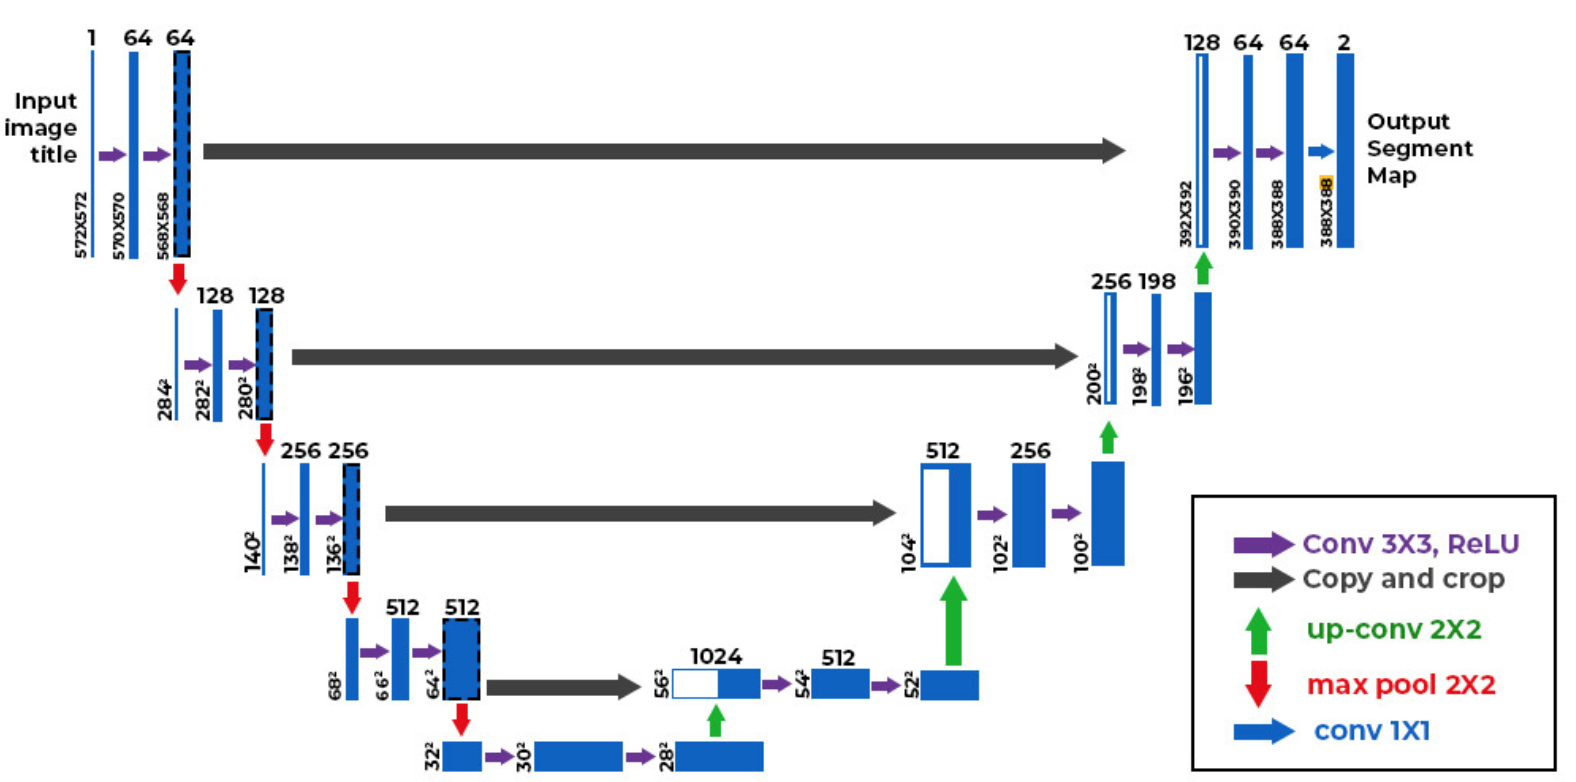 1 64 64
128 64 64 2
Input
image
title
572X572
570X570
568X568
392X392
390X390
388X388
388X388
Output
Segment
Map
128 128
284²
282²
280²
256 198
200²
198²
196²
256 256
140²
138²
136²
512 256
104²
102²
100²
512 512
68²
66²
64²
1024 512
56²
54²
52²
32²
30²
28²
Conv 3X3, ReLU
Copy and crop
up-conv 2X2
max pool 2X2
conv 1X1